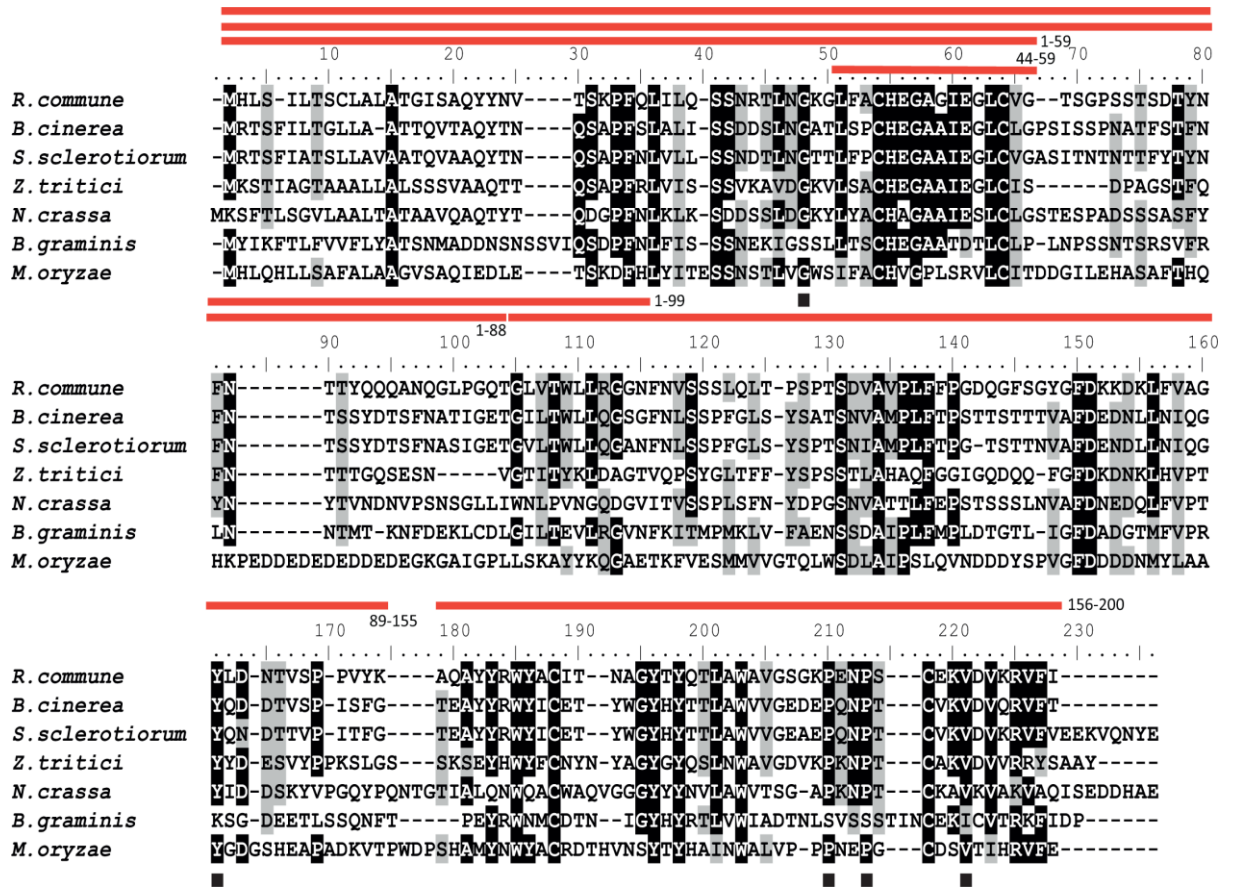 1-59
10 20 30 40 50 60 70 80
44-59
R.commune -MHLS-ILTSCLALATGISAQYYNV----TSKPFQLILQ-SSNRTLNGKGLFACHEGAGIEGLCVG--TSGPSSTSDTYN
B.cinerea -MRTSFILTGLLA-ATTQVTAQYTN----QSAPFSLALI-SSDDSLNGATLSPCHEGAAIEGLCLGPSISSPNATFSTFN
S.sclerotiorum -MRTSFIATSLLAVAATQVAAQYTN----QSAPFNLVLL-SSNDTLNGTTLFPCHEGAAIEGLCVGASITNTNTTFYTYN
Z.tritici -MKSTIAGTAAALLALSSSVAAQTT----QSAPFRLVIS-SSVKAVDGKVLSACHEGAAIEGLCIS------DPAGSTFQ
N.crassa MKSFTLSGVLAALTATAAVQAQTYT----QDGPFNLKLK-SDDSSLDGKYLYACHAGAAIESLCLGSTESPADSSSASFY
B.graminis -MYIKFTLFVVFLYATSNMADDNSNSSVIQSDPFNLFIS-SSNEKIGSSLLTSCHEGAATDTLCLP-LNPSSNTSRSVFR
M.oryzae -MHLQHLLSAFALAAGVSAQIEDLE----TSKDFHLYITESSNSTLVGWSIFACHVGPLSRVLCITDDGILEHASAFTHQ
1-99
1-88
90 100 110 120 130 140 150 160
R.commune FN-------TTYQQQANQGLPGQTGLVTWLLRGGNFNVSSSLQLT-PSPTSDVAVPLFFPGDQGFSGYGFDKKDKLFVAG
B.cinerea FN-------TSSYDTSFNATIGETGILTWLLQGSGFNLSSPFGLS-YSATSNVAMPLFTPSTTSTTTVAFDEDNLLNIQG
S.sclerotiorum FN-------TSSYDTSFNASIGETGVLTWLLQGANFNLSSPFGLS-YSPTSNIAMPLFTPG-TSTTNVAFDENDLLNIQG
Z.tritici FN-------TTTGQSESN-----VGTITYKLDAGTVQPSYGLTFF-YSPSSTLAHAQFGGIGQDQQ-FGFDKDNKLHVPT
N.crassa YN-------YTVNDNVPSNSGLLIWNLPVNGQDGVITVSSPLSFN-YDPGSNVATTLFEPSTSSSLNVAFDNEDQLFVPT
B.graminis LN-------NTMT-KNFDEKLCDLGILTEVLRGVNFKITMPMKLV-FAENSSDAIPLFMPLDTGTL-IGFDADGTMFVPR
M.oryzae HKPEDDEDEDEDDEDEGKGAIGPLLSKAYYKQGAETKFVESMMVVGTQLWSDLAIPSLQVNDDDYSPVGFDDDDDNMYLAA
89-155
156-200
170 180 190 200 210 220 230
R.commune YLD-NTVSP-PVYK----AQAYYRWYACIT--NAGYTYQTLAWAVGSGKPENPS---CEKVDVKRVFI--------
B.cinerea YQD-DTVSP-ISFG----TEAYYRWYICET--YWGYHYTTLAWVVGEDEPQNPT---CVKVDVQRVFT--------
S.sclerotiorum YQN-DTTVP-ITFG----TEAYYRWYICET--YWGYHYTTLAWVVGEAEPQNPT---CVKVDVKRVFVEEKVQNYE
Z.tritici YYD-ESVYPPKSLGS---SKSEYHWYFCNYN-YAGYGYQSLNWAVGDVKPKNPT---CAKVDVVRRYSAAY-----
N.crassa YID-DSKYVPGQYPQNTGTIALQNWQACWAQVGGGYYYNVLAWVTSG-APKNPT---CKAVKVAKVAQISEDDHAE
B.graminis KSG-DEETLSSQNFT-----PEYRWNMCDTN--IGYHYRTLVWIADTNLSVSSSTINCEKICVTRKFIDP------
M.oryzae YGDGSHEAPADKVTPWDPSHAMYNWYACRDTHVNSYTYHAINWALVP-PPNEPG---CDSVTIHRVFE--------